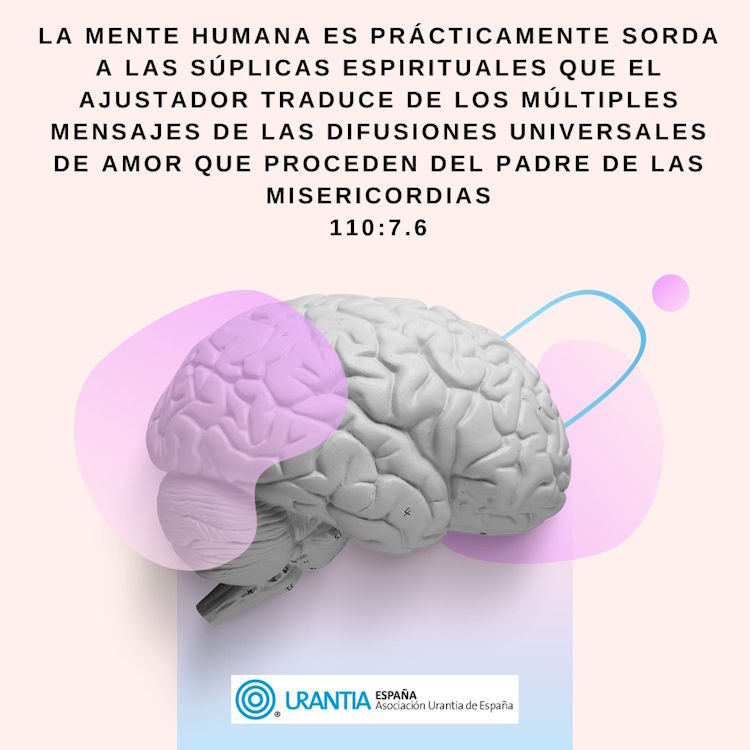 LA MENTE HUMANA ES PRÁCTICAMENTE SORDA
A LAS SÚPLICAS ESPIRITUALES QUE EL
AJUSTADOR TRADUCE DE LOS MÚLTIPLES
MENSAJES DE LAS DIFUSIONES UNIVERSALES
DE AMOR QUE PROCEDEN DEL PADRE DE LAS
MISERICORDIAS
110:7.6
URANTIA ESPAÑA
®
Asociación Urantia de España